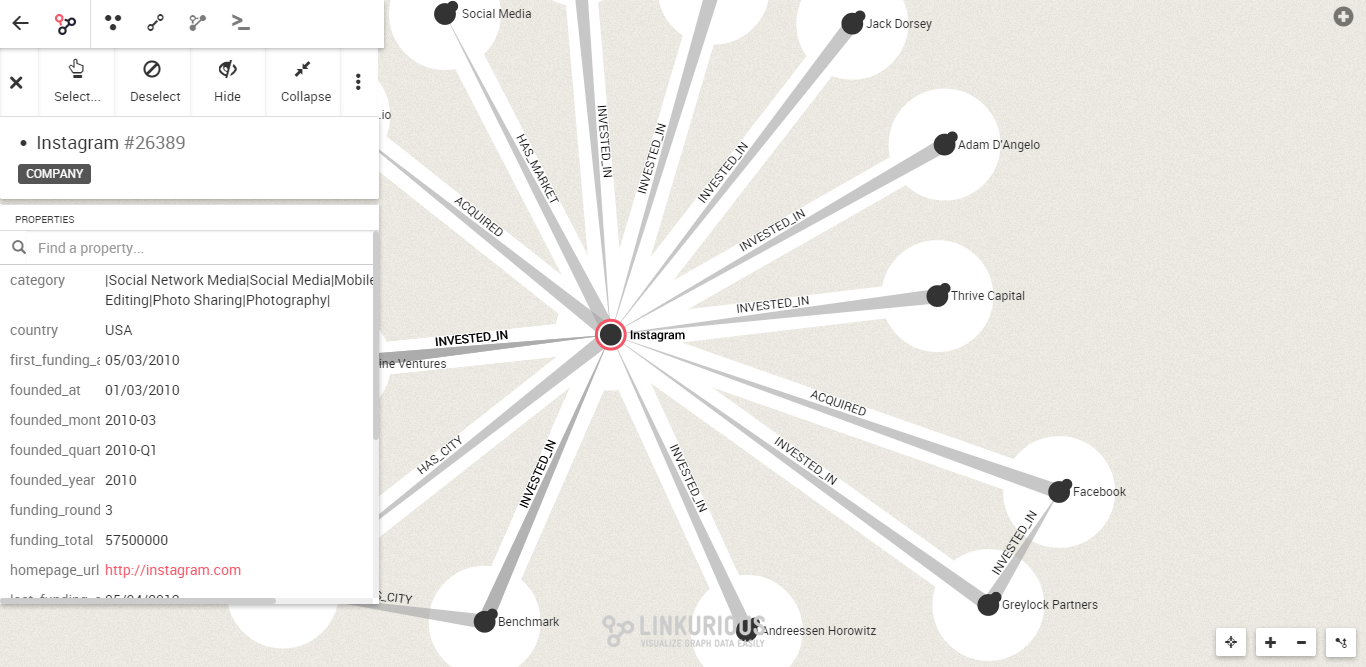 Select...
Deselect
Hide
Collapse
• Instagram #26389
COMPANY
PROPERTIES
Find a property...
category |Social Network Media|Social Media|Mobile
Editing|Photo Sharing|Photography|
country USA
first_funding_a 05/03/2010
founded_at 01/03/2010
founded_mont 2010-03
founded_quart 2010-Q1
founded_year 2010
funding_round 3
funding_total 57500000
homepage_url http://instagram.com
Social Media
Jack Dorsey
.io
Adam D'Angelo
Thrive Capital
Instagram
ine Ventures
Facebook
Greylock Partners
Benchmark
Andreessen Horowitz
HAS_MARKET
INVESTED_IN
INVESTED_IN
INVESTED_IN
INVESTED_IN
INVESTED_IN
ACQUIRED
INVESTED_IN
HAS_CITY
INVESTED_IN
INVESTED_IN
INVESTED_IN
ACQUIRED
INVESTED_IN
S_CITY
LINKURIOUS
VISUALIZE GRAPH DATA EASILY